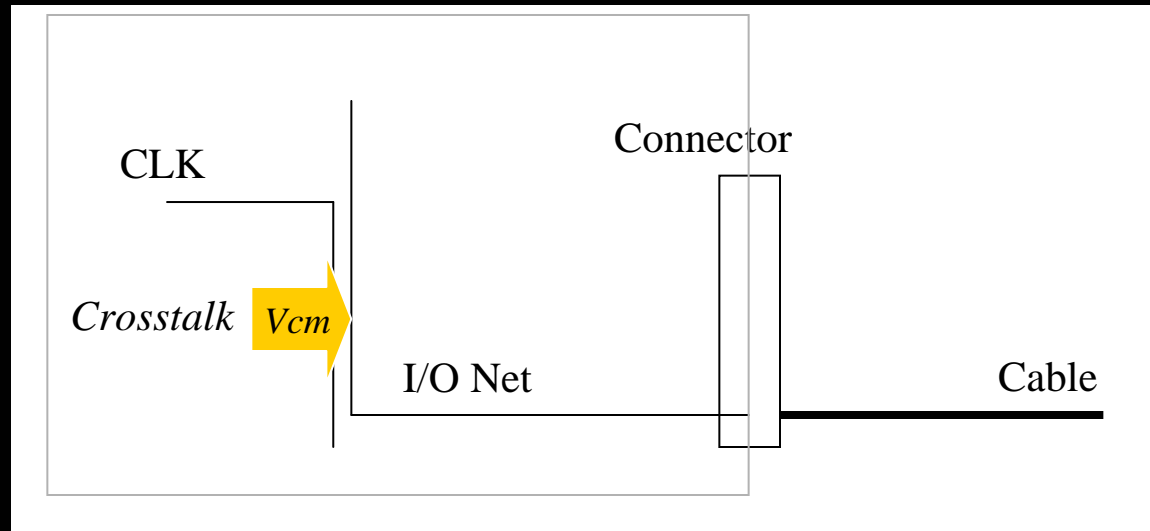 Connector
CLK
Crosstalk
Vcm
I/O Net
Cable